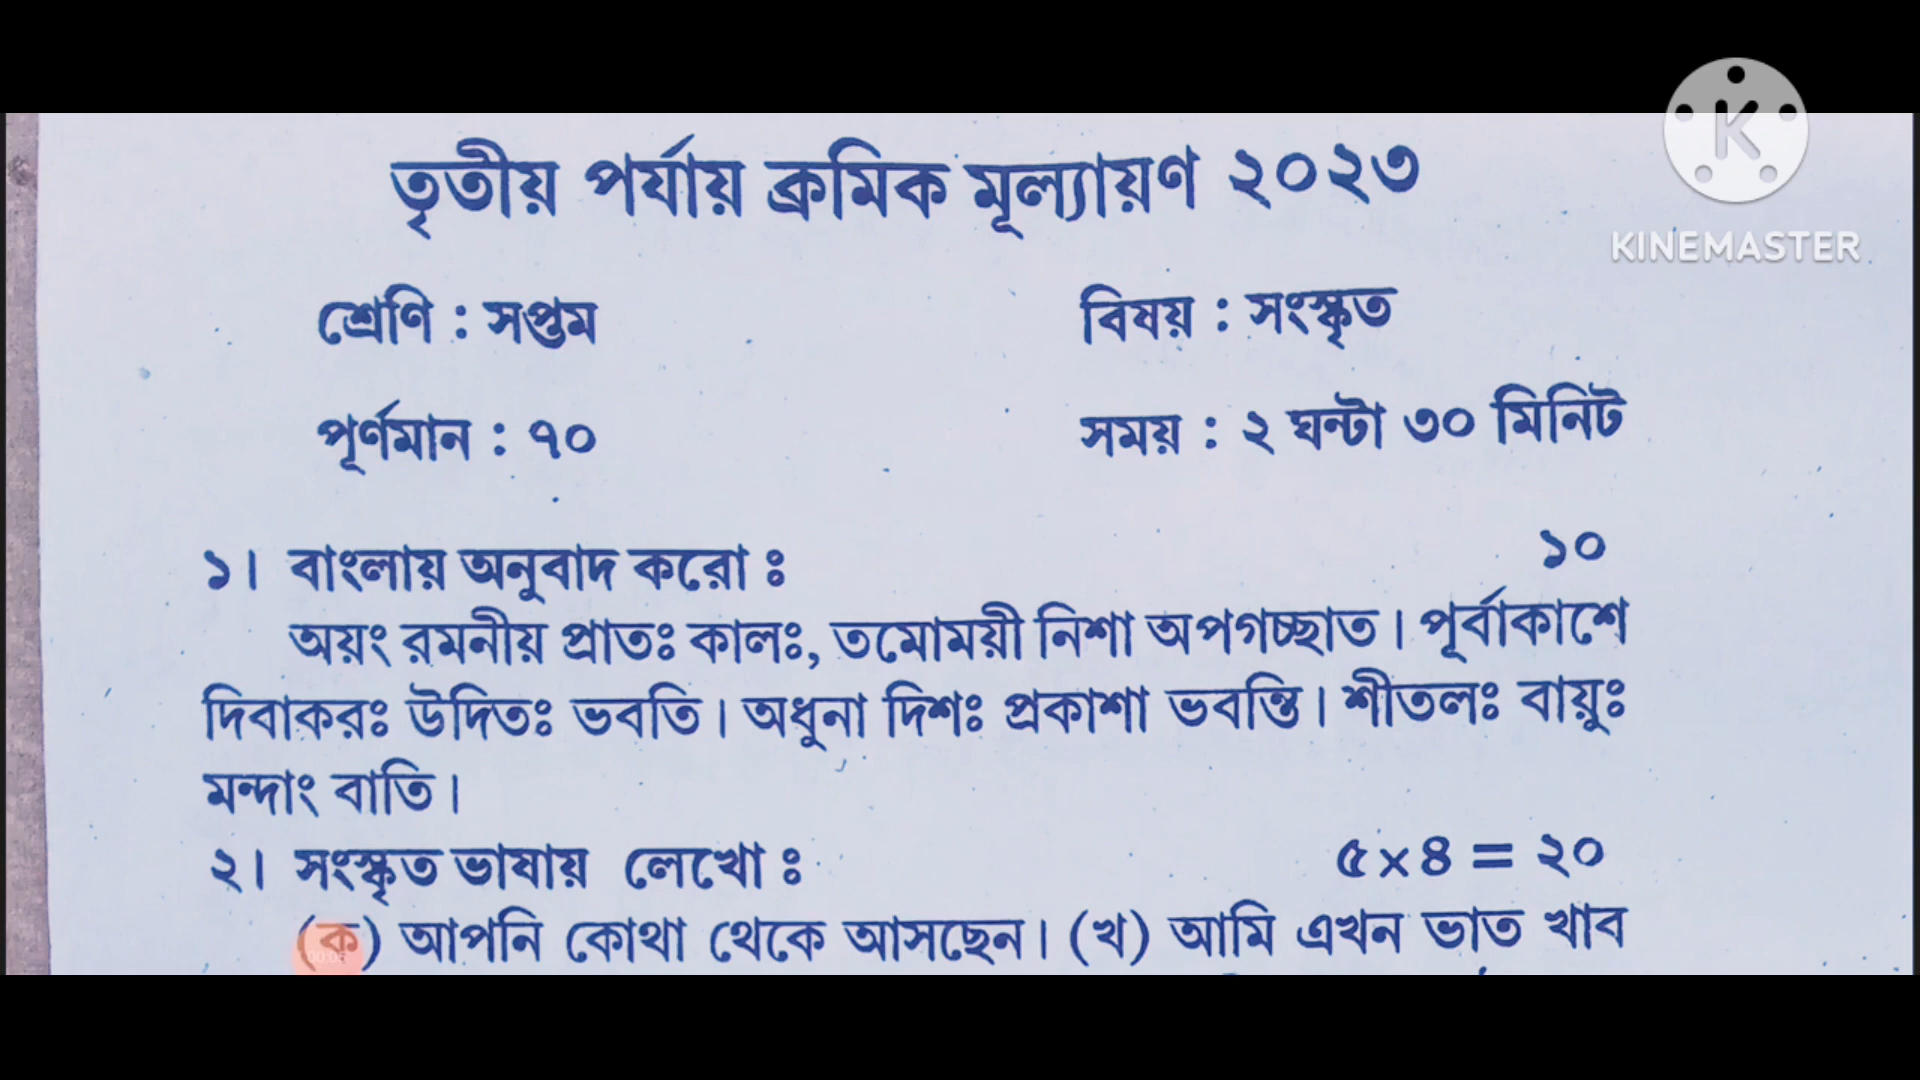 তৃতীয় পর্যায় ক্রমিক মূল্যায়ণ ২০২৩
KINEMASTER
শ্রেণি : সপ্তম বিষয় : সংস্কৃত
পূর্ণমান : ৭০ সময় : ২ ঘন্টা ৩০ মিনিট
১। বাংলায় অনুবাদ করো ঃ ১০
অয়ং রমনীয় প্রাতঃ কালঃ, তমোময়ী নিশা অপগচ্ছাত। পূর্বাকাশে
দিবাকরঃ উদিতঃ ভবতি। অধুনা দিশঃ প্রকাশা ভবন্তি। শীতলঃ বায়ুঃ
মন্দাং বাতি।
২। সংস্কৃত ভাষায় লেখো ঃ ৫×৪ = ২০
(ক) আপনি কোথা থেকে আসছেন। (খ) আমি এখন ভাত খাব